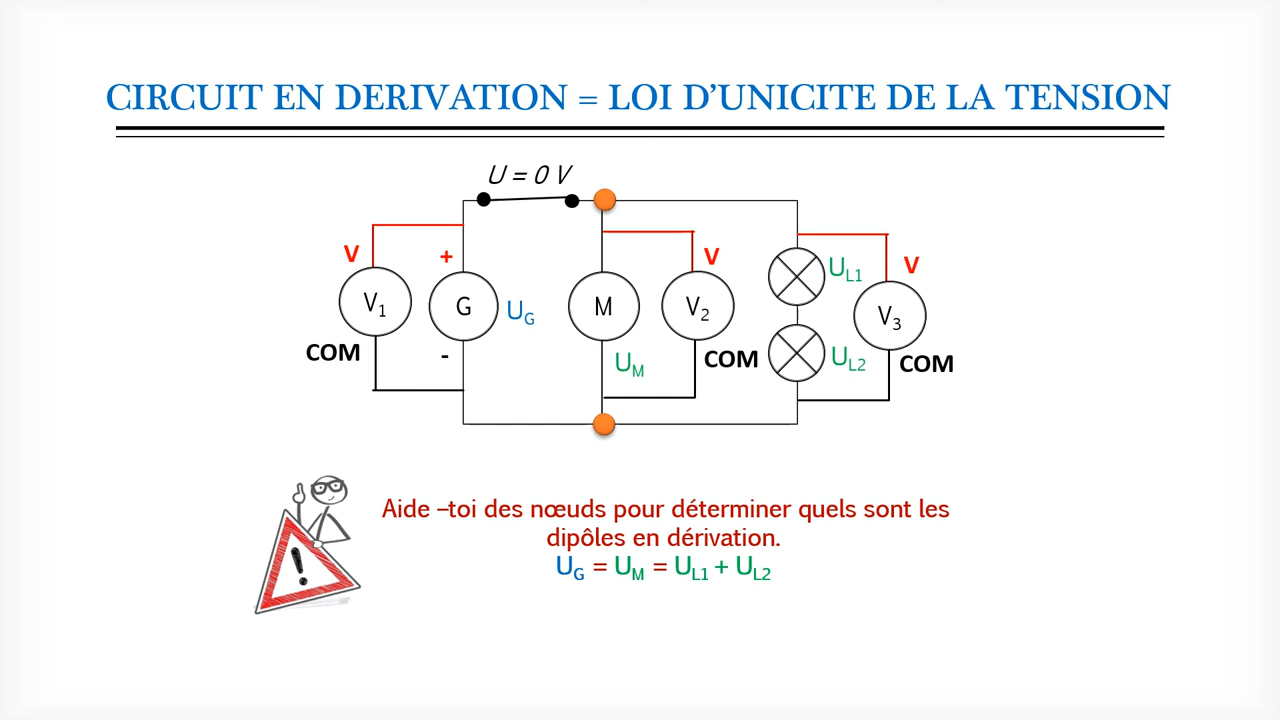 CIRCUIT EN DERIVATION = LOI D’UNICITE DE LA TENSION
U = 0 V
V
+
V
V
V1
G
UG
M
V2
UL1
V3
COM
-
UM
COM
UL2
COM
!
Aide –toi des nœuds pour déterminer quels sont les
dipôles en dérivation.
UG = UM = UL1 + UL2